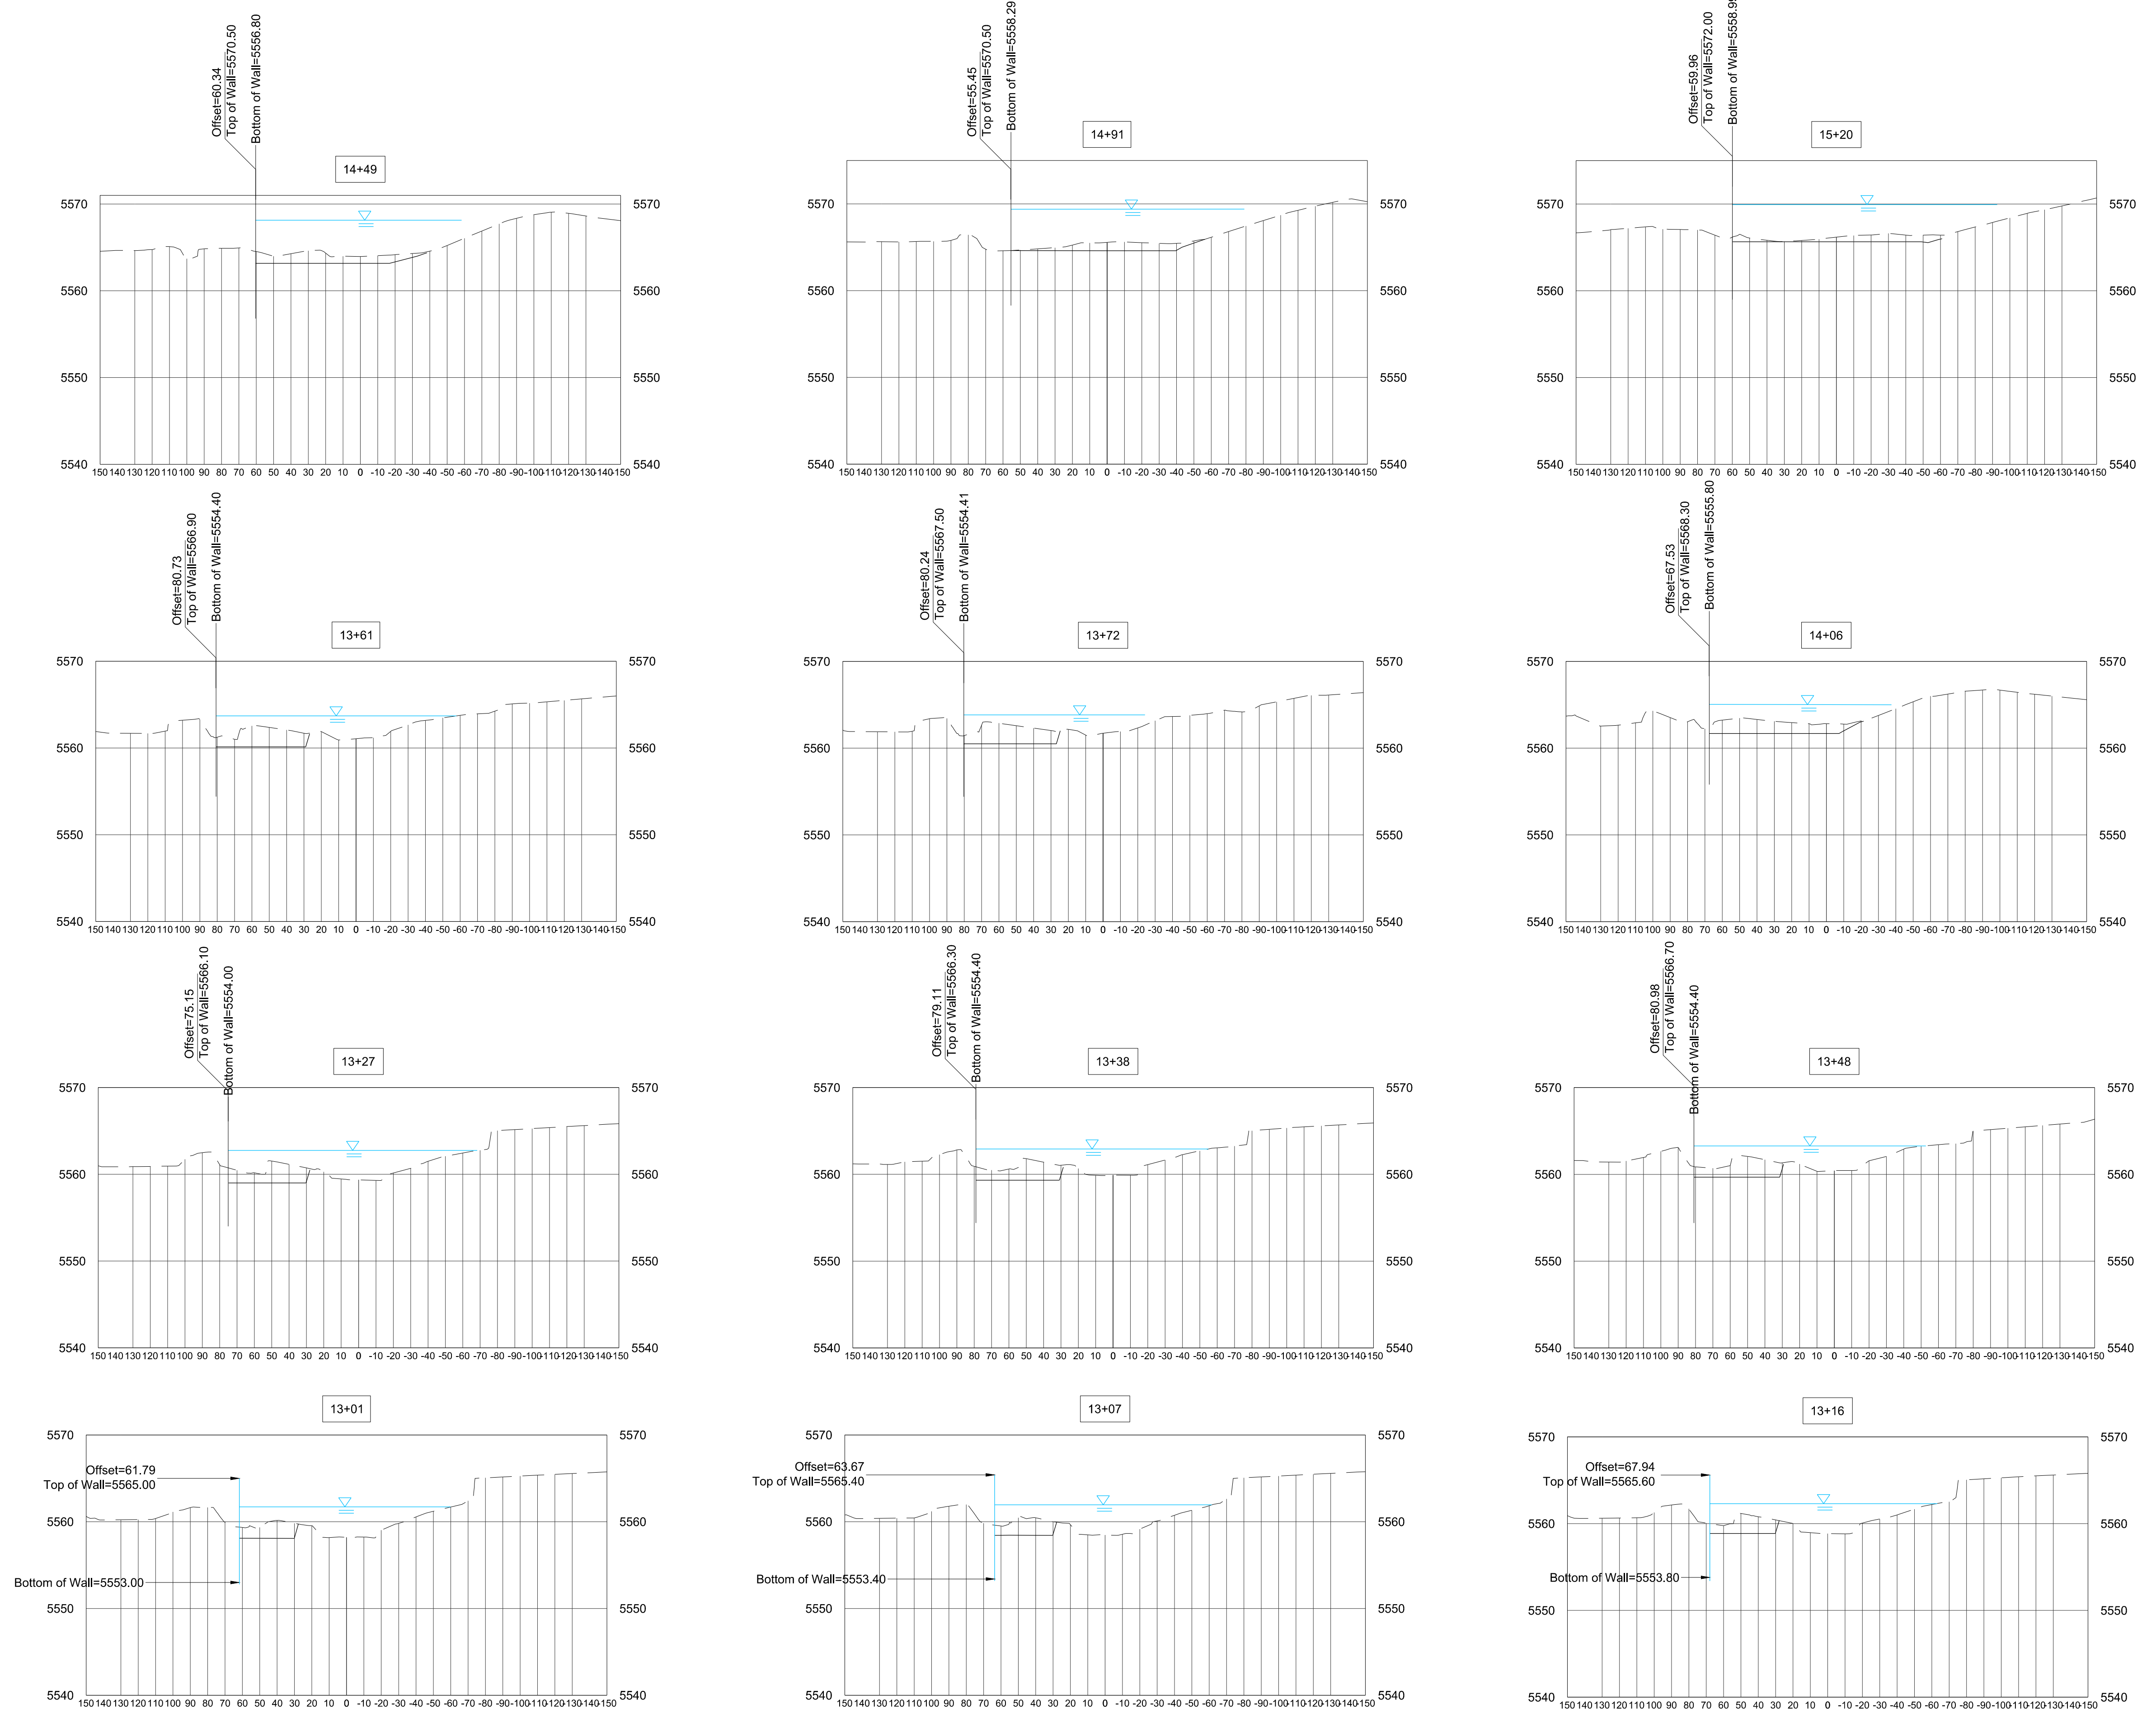 Offset=60.34
Top of Wall=5570.50
Bottom of Wall=5556.80
14+49
5570 5570
5560 5560
5550 5550
5540 5540
150 140 130 120 110 100 90 80 70 60 50 40 30 20 10 0 -10 -20 -30 -40 -50 -60 -70 -80 -90 -100 -110 -120 -130 -140 -150
Offset=55.45
Top of Wall=5570.50
Bottom of Wall=5558.29
14+91
5570 5570
5560 5560
5550 5550
5540 5540
150 140 130 120 110 100 90 80 70 60 50 40 30 20 10 0 -10 -20 -30 -40 -50 -60 -70 -80 -90 -100 -110 -120 -130 -140 -150
Offset=59.96
Top of Wall=5572.00
15+20
5570 5570
5560 5560
5550 5550
5540 5540
150 140 130 120 110 100 90 80 70 60 50 40 30 20 10 0 -10 -20 -30 -40 -50 -60 -70 -80 -90 -100 -110 -120 -130 -140 -150
Offset=80.73
Top of Wall=5566.90
Bottom of Wall=5554.40
13+61
5570 5570
5560 5560
5550 5550
5540 5540
150 140 130 120 110 100 90 80 70 60 50 40 30 20 10 0 -10 -20 -30 -40 -50 -60 -70 -80 -90 -100 -110 -120 -130 -140 -150
Offset=80.24
Top of Wall=5567.50
Bottom of Wall=5554.41
13+72
5570 5570
5560 5560
5550 5550
5540 5540
150 140 130 120 110 100 90 80 70 60 50 40 30 20 10 0 -10 -20 -30 -40 -50 -60 -70 -80 -90 -100 -110 -120 -130 -140 -150
Offset=67.53
Top of Wall=5568.30
Bottom of Wall=5555.80
14+06
5570 5570
5560 5560
5550 5550
5540 5540
150 140 130 120 110 100 90 80 70 60 50 40 30 20 10 0 -10 -20 -30 -40 -50 -60 -70 -80 -90 -100 -110 -120 -130 -140 -150
Offset=75.15
Top of Wall=5566.10
Bottom of Wall=5554.00
13+27
5570 5570
5560 5560
5550 5550
5540 5540
150 140 130 120 110 100 90 80 70 60 50 40 30 20 10 0 -10 -20 -30 -40 -50 -60 -70 -80 -90 -100 -110 -120 -130 -140 -150
Offset=79.11
Top of Wall=5566.30
Bottom of Wall=5554.40
13+38
5570 5570
5560 5560
5550 5550
5540 5540
150 140 130 120 110 100 90 80 70 60 50 40 30 20 10 0 -10 -20 -30 -40 -50 -60 -70 -80 -90 -100 -110 -120 -130 -140 -150
Offset=80.98
Top of Wall=5566.70
Bottom of Wall=5554.40
13+48
5570 5570
5560 5560
5550 5550
5540 5540
150 140 130 120 110 100 90 80 70 60 50 40 30 20 10 0 -10 -20 -30 -40 -50 -60 -70 -80 -90 -100 -110 -120 -130 -140 -150
13+01
5570 5570
Offset=61.79
Top of Wall=5565.00
5560 5560
Bottom of Wall=5553.00
5550 5550
5540 5540
150 140 130 120 110 100 90 80 70 60 50 40 30 20 10 0 -10 -20 -30 -40 -50 -60 -70 -80 -90 -100 -110 -120 -130 -140 -150
13+07
5570 5570
Offset=63.67
Top of Wall=5565.40
5560 5560
Bottom of Wall=5553.40
5550 5550
5540 5540
150 140 130 120 110 100 90 80 70 60 50 40 30 20 10 0 -10 -20 -30 -40 -50 -60 -70 -80 -90 -100 -110 -120 -130 -140 -150
13+16
5570 5570
Offset=67.94
Top of Wall=5565.60
5560 5560
Bottom of Wall=5553.80
5550 5550
5540 5540
150 140 130 120 110 100 90 80 70 60 50 40 30 20 10 0 -10 -20 -30 -40 -50 -60 -70 -80 -90 -100 -110 -120 -130 -140 -150